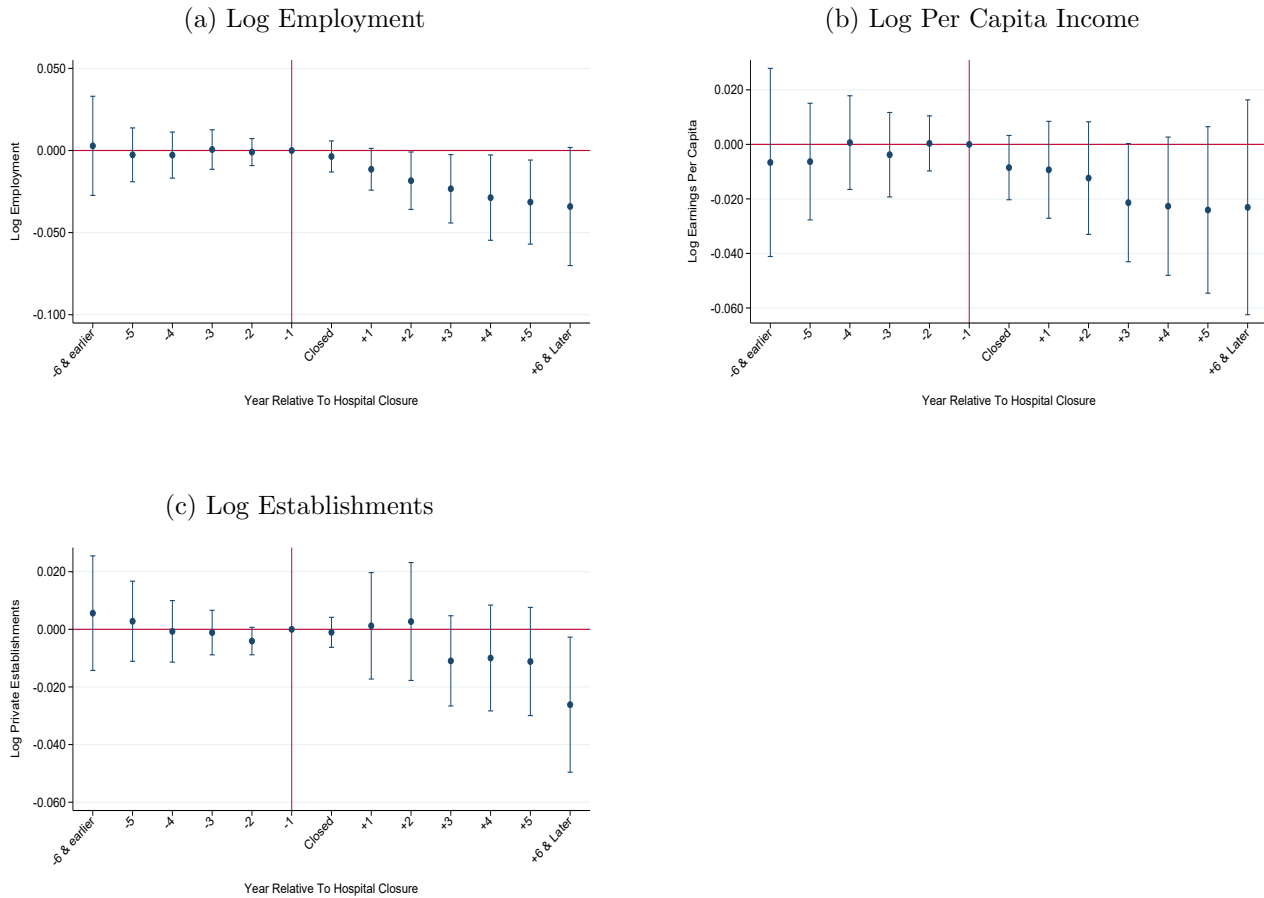 (a) Log Employment
Log Employment
0.050
0.000
-0.050
-0.100
-6 & earlier
-5
-4
-3
-2
-1
Closed
+1
+2
+3
+4
+5
+6 & Later
Year Relative To Hospital Closure
(b) Log Per Capita Income
Log Earnings Per Capita
0.020
0.000
-0.020
-0.040
-0.060
-6 & earlier
-5
-4
-3
-2
-1
Closed
+1
+2
+3
+4
+5
+6 & Later
Year Relative To Hospital Closure
(c) Log Establishments
Log Private Establishments
0.020
0.000
-0.020
-0.040
-0.060
-6 & earlier
-5
-4
-3
-2
-1
Closed
+1
+2
+3
+4
+5
+6 & Later
Year Relative To Hospital Closure